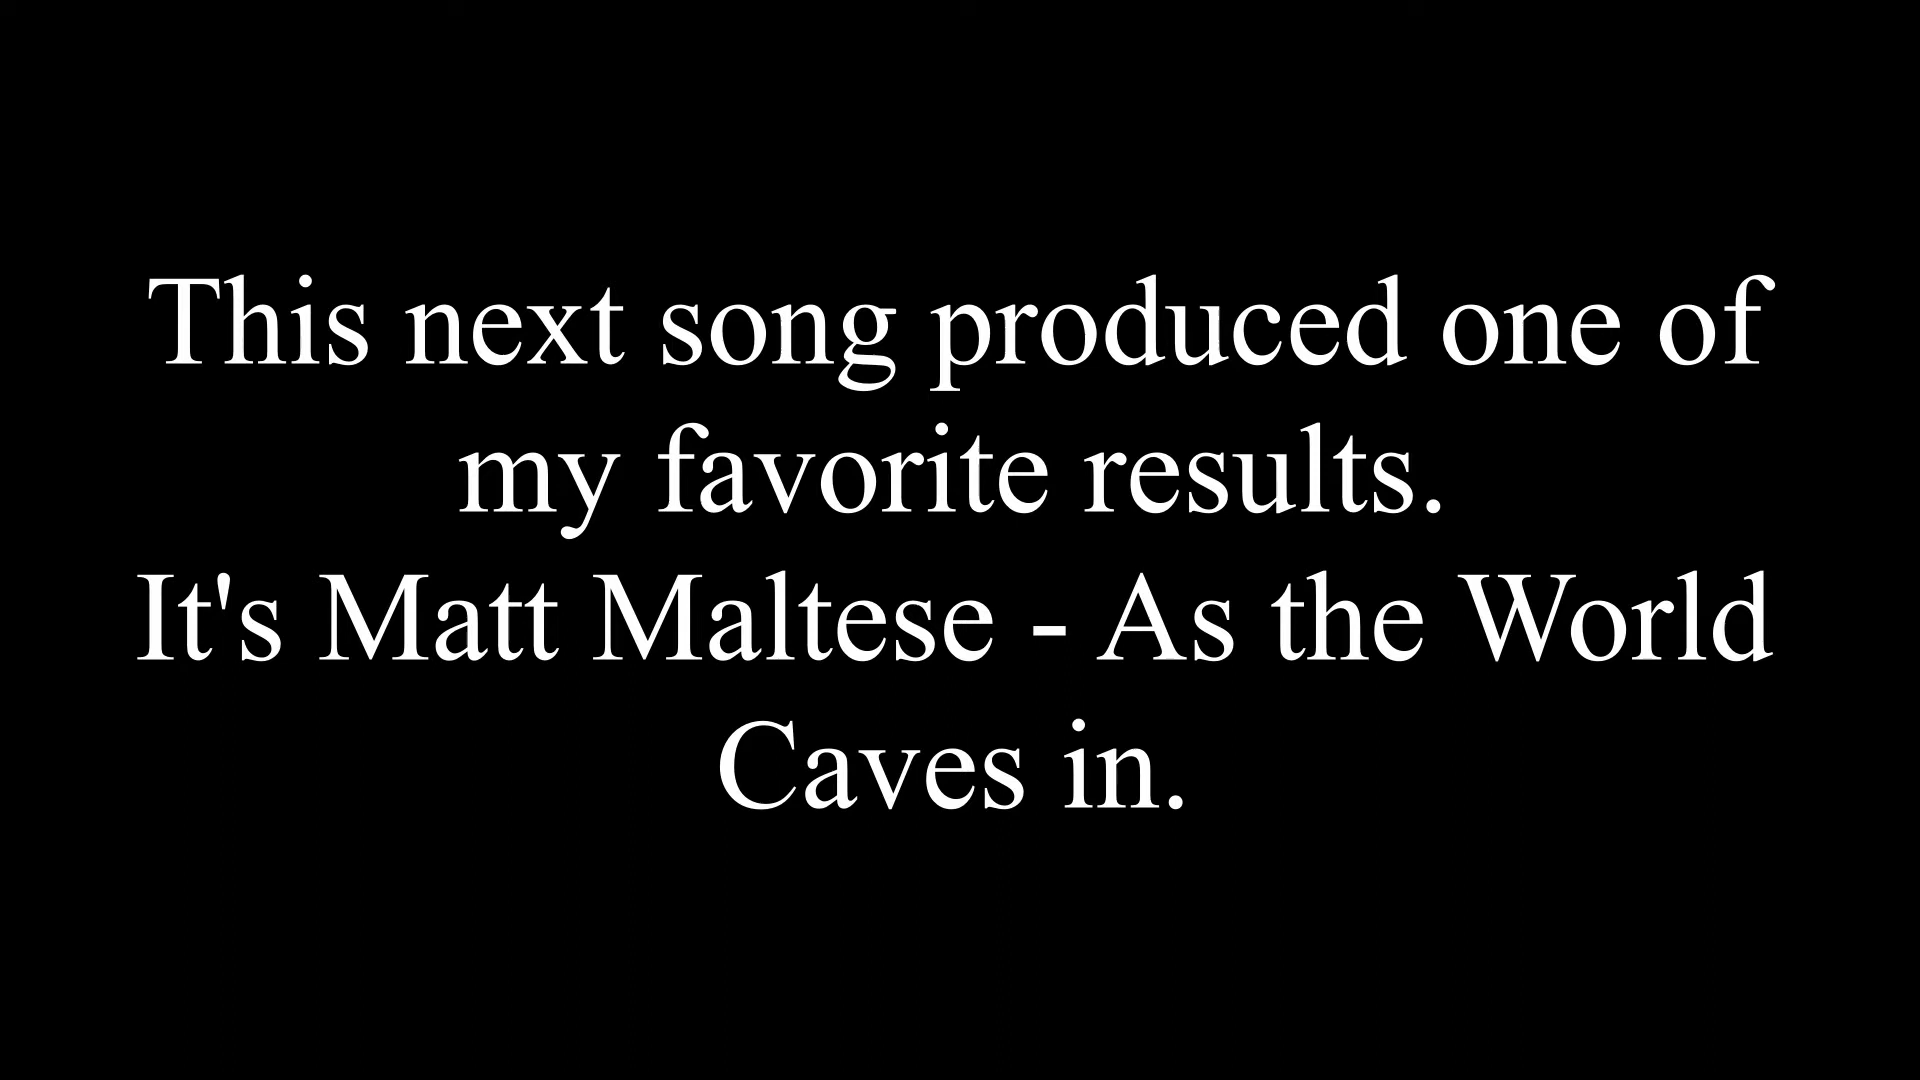 This next song produced one of
my favorite results.
It's Matt Maltese - As the World
Caves in.